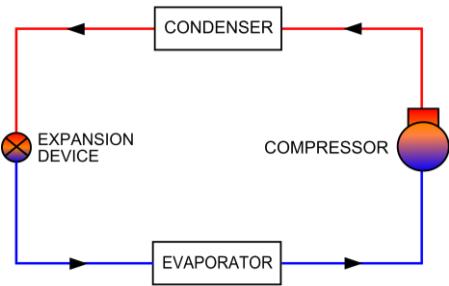 CONDENSER
EXPANSION
DEVICE
COMPRESSOR
EVAPORATOR